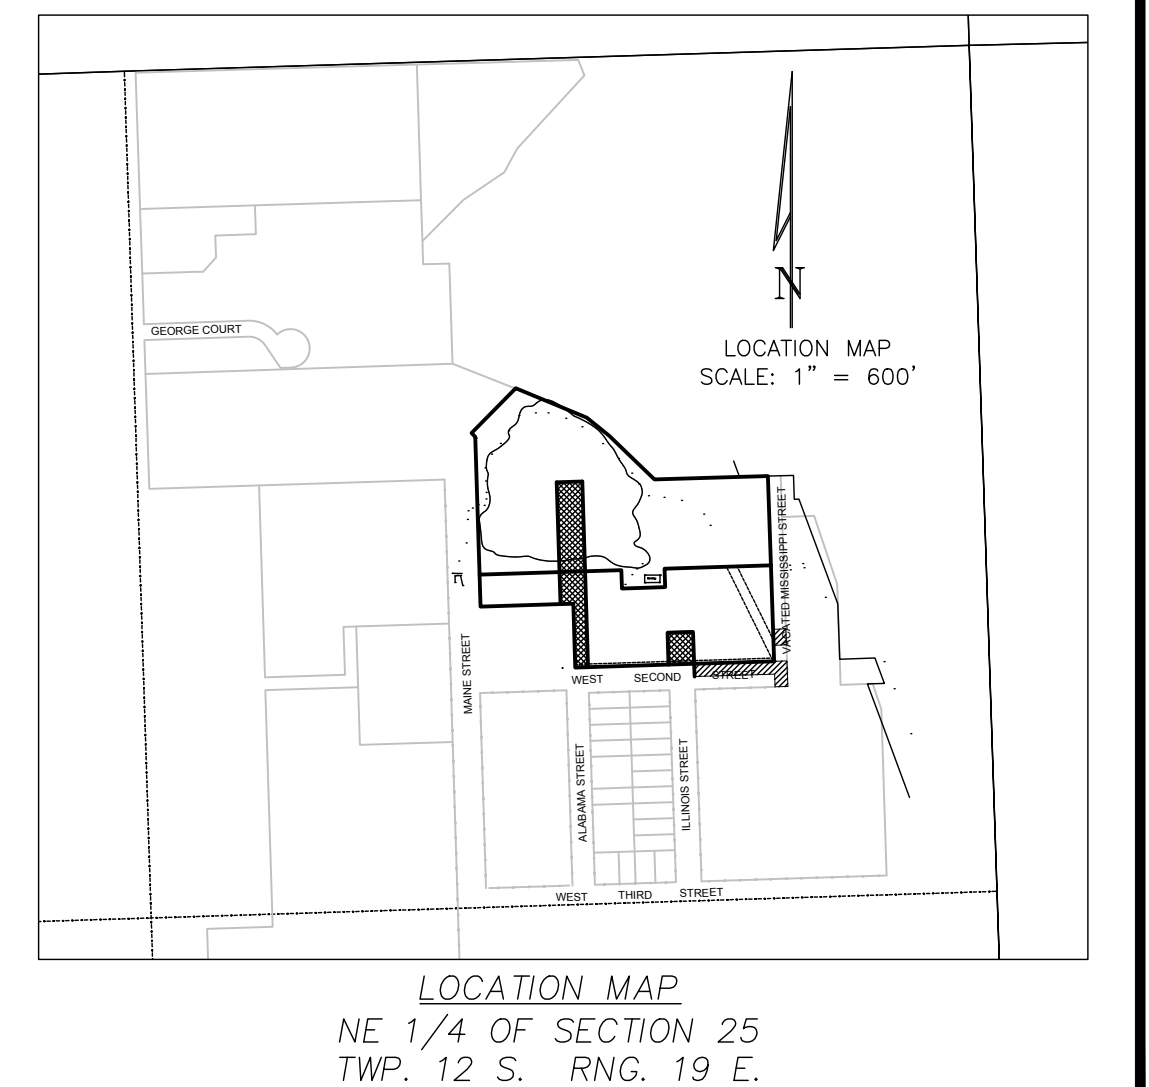 N
LOCATION MAP
SCALE: 1" = 600'
GEORGE COURT
VACATED MISSISSIPPI STREET
MAINE STREET
WEST SECOND STREET
ALABAMA STREET
ILLINOIS STREET
WEST THIRD STREET
LOCATION MAP
NE 1/4 OF SECTION 25
TWP. 12 S. RNG. 19 E.